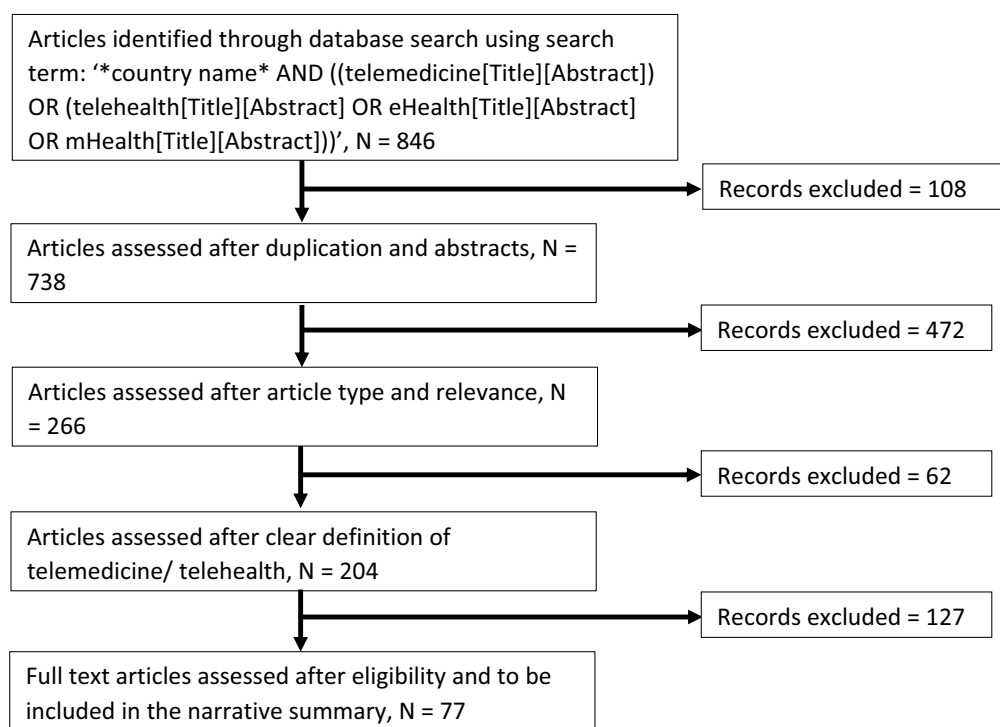 Articles identified through database search using search
term: ‘*country name* AND ((telemedicine[Title][Abstract])
OR (telehealth[Title][Abstract] OR eHealth[Title][Abstract]
OR mHealth[Title][Abstract]))’, N = 846
Records excluded = 108
Articles assessed after duplication and abstracts, N =
738
Records excluded = 472
Articles assessed after article type and relevance, N
= 266
Records excluded = 62
Articles assessed after clear definition of
telemedicine/ telehealth, N = 204
Records excluded = 127
Full text articles assessed after eligibility and to be
included in the narrative summary, N = 77